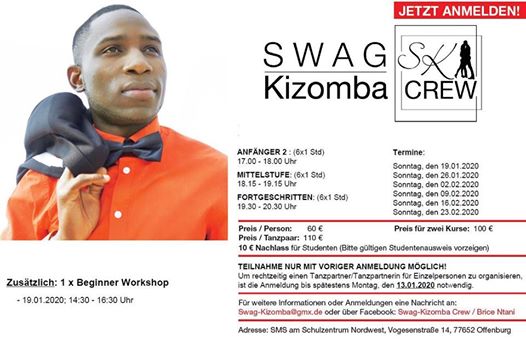 JETZT ANMELDEN!
SWAG
Kizomba
SK
CREW
ANFÄNGER 2 : (6x1 Std)
17.00 - 18.00 Uhr
MITTELSTUFE: (6x1 Std)
18.15 - 19.15 Uhr
FORTGESCHRITTEN: (6x1 Std)
19.30 - 20.30 Uhr
Termine:
Sonntag, den 19.01.2020
Sonntag, den 26.01.2020
Sonntag, den 02.02.2020
Sonntag, den 09.02.2020
Sonntag, den 16.02.2020
Sonntag, den 23.02.2020
Preis / Person: 60 € Preis für zwei Kurse: 100 €
Preis / Tanzpaar: 110 €
10 € Nachlass für Studenten (Bitte gültigen Studentenausweis vorzeigen)
TEILNAHME NUR MIT VORIGER ANMELDUNG MÖGLICH!
Um rechtzeitig einen Tanzpartner/Tanzpartnerin für Einzelpersonen zu organisieren,
ist die Anmeldung bis spätestens Montag, den 13.01.2020 notwendig.
Für weitere Informationen oder Anmeldungen eine Nachricht an:
Swag-Kizomba@gmx.de oder über Facebook: Swag-Kizomba Crew / Brice Ntani
Adresse: SMS am Schulzentrum Nordwest, Vogesenstraße 14, 77652 Offenburg
Zusätzlich: 1 x Beginner Workshop
- 19.01.2020; 14:30 - 16:30 Uhr